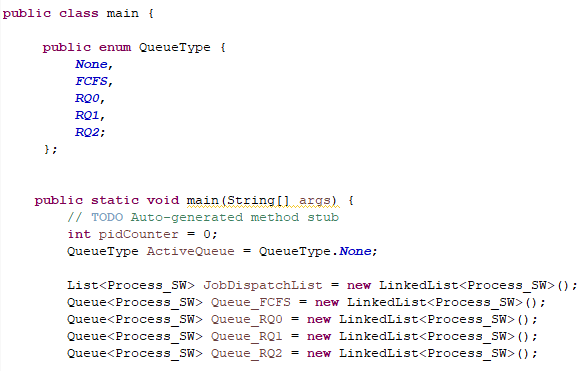 public class main {
public enum QueueType {
None,
FCFS,
RQ0,
RQ1,
RQ2;
};
public static void main(String[] args) {
// TODO Auto-generated method stub
int pidCounter = 0;
QueueType ActiveQueue = QueueType.None;
List<Process_SW> JobDispatchList = new LinkedList<Process_SW>();
Queue<Process_SW> Queue_FCFS = new LinkedList<Process_SW>();
Queue<Process_SW> Queue_RQ0 = new LinkedList<Process_SW>();
Queue<Process_SW> Queue_RQ1 = new LinkedList<Process_SW>();
Queue<Process_SW> Queue_RQ2 = new LinkedList<Process_SW>();